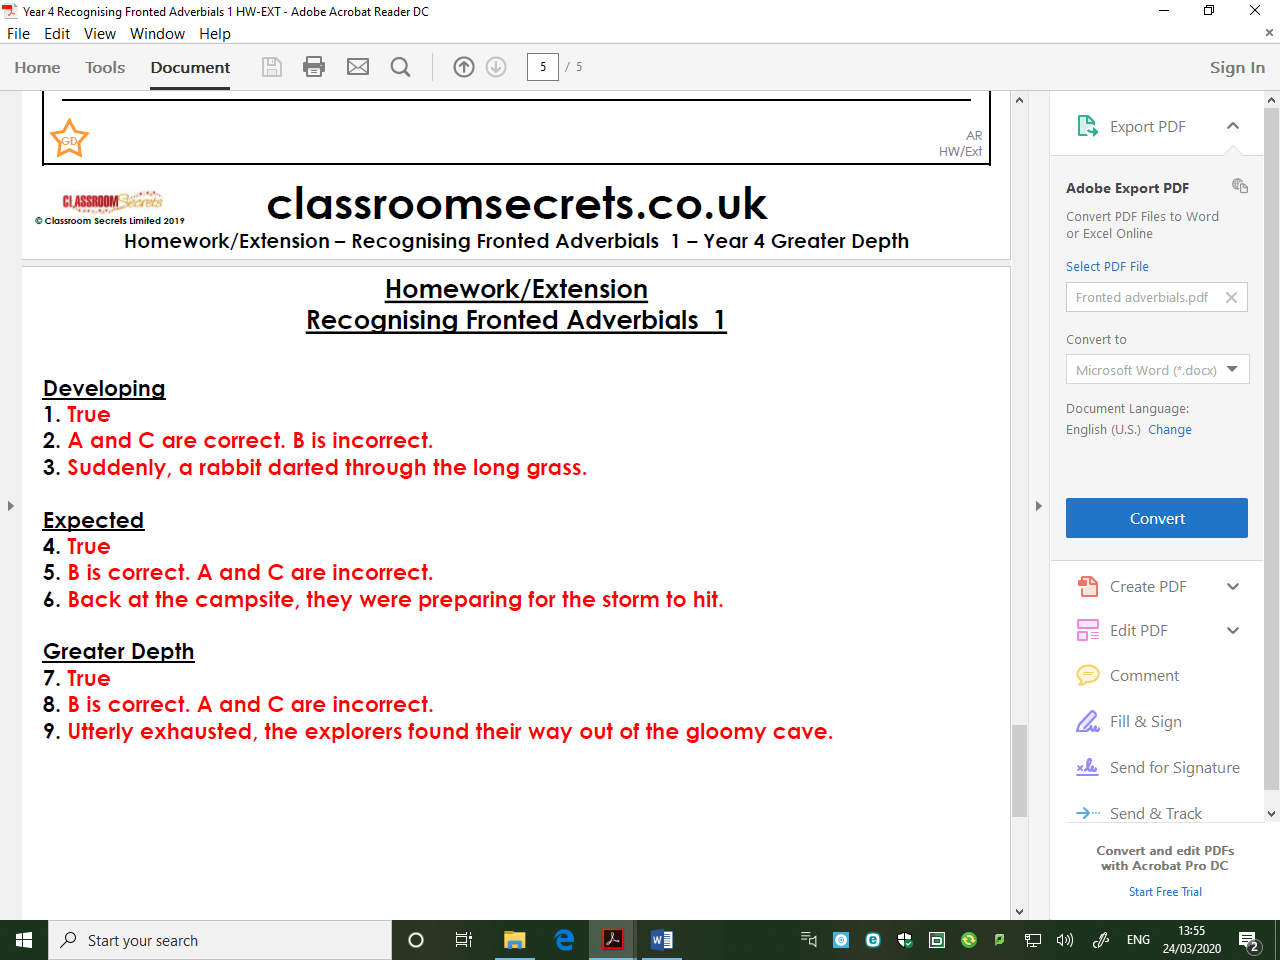 Year 4 Recognising Fronted Adverbials 1 HW-EXT - Adobe Acrobat Reader DC
File Edit View Window Help
Home Tools Document 5 / 5 Sign In
GD
AR
HW/Ext
CLASSROOM Secrets
© Classroom Secrets Limited 2019
classroomsecrets.co.uk
Homework/Extension – Recognising Fronted Adverbials 1 – Year 4 Greater Depth
Homework/Extension
Recognising Fronted Adverbials 1
Developing
1. True
2. A and C are correct. B is incorrect.
3. Suddenly, a rabbit darted through the long grass.
Expected
4. True
5. B is correct. A and C are incorrect.
6. Back at the campsite, they were preparing for the storm to hit.
Greater Depth
7. True
8. B is correct. A and C are incorrect.
9. Utterly exhausted, the explorers found their way out of the gloomy cave.
Export PDF
Adobe Export PDF
Convert PDF Files to Word
or Excel Online
Select PDF File
Fronted adverbials.pdf
Convert to
Microsoft Word (*.docx)
Document Language:
English (U.S.) Change
Convert
Create PDF
Edit PDF
Comment
Fill & Sign
Send for Signature
Send & Track
Convert and edit PDFs
with Acrobat Pro DC
Start Free Trial
Start your search
ENG
13:55
24/03/2020
2